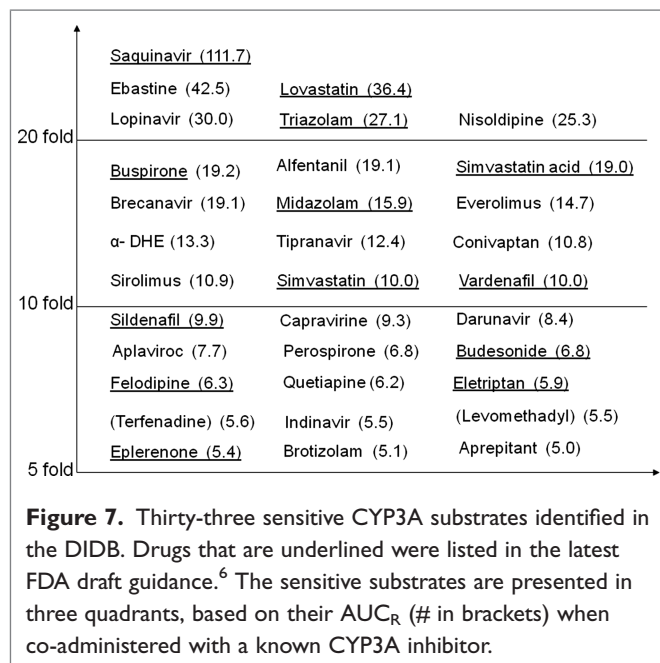 Saquinavir (111.7)
Ebastine (42.5) Lovastatin (36.4)
Lopinavir (30.0) Triazolam (27.1) Nisoldipine (25.3)
20 fold
Buspirone (19.2) Alfentanil (19.1) Simvastatin acid (19.0)
Brecanavir (19.1) Midazolam (15.9) Everolimus (14.7)
α- DHE (13.3) Tipranavir (12.4) Conivaptan (10.8)
Sirolimus (10.9) Simvastatin (10.0) Vardenafil (10.0)
10 fold
Sildenafil (9.9) Capravirine (9.3) Darunavir (8.4)
Aplaviroc (7.7) Perospirone (6.8) Budesonide (6.8)
Felodipine (6.3) Quetiapine (6.2) Eletriptan (5.9)
(Terfenadine) (5.6) Indinavir (5.5) (Levomethadyl) (5.5)
Eplerenone (5.4) Brotizolam (5.1) Aprepitant (5.0)
5 fold
Figure 7. Thirty-three sensitive CYP3A substrates identified in
the DIDB. Drugs that are underlined were listed in the latest
FDA draft guidance.6 The sensitive substrates are presented in
three quadrants, based on their AUCR (# in brackets) when
co-administered with a known CYP3A inhibitor.